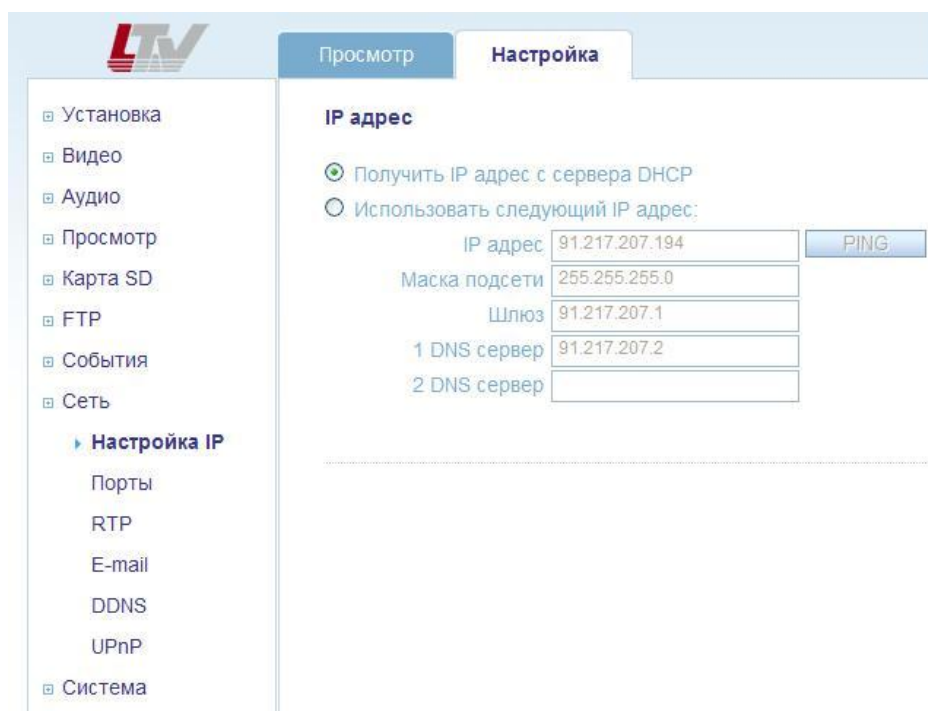 LTV
Просмотр
Настройка
Установка
Видео
Аудио
Просмотр
Карта SD
FTP
События
Сеть
Настройка IP
Порты
RTP
E-mail
DDNS
UPnP
Система
IP адрес
Получить IP адрес с сервера DHCP
Использовать следующий IP адрес:
IP адрес 91.217.207.194 PING
Маска подсети 255.255.255.0
Шлюз 91.217.207.1
1 DNS сервер 91.217.207.2
2 DNS сервер